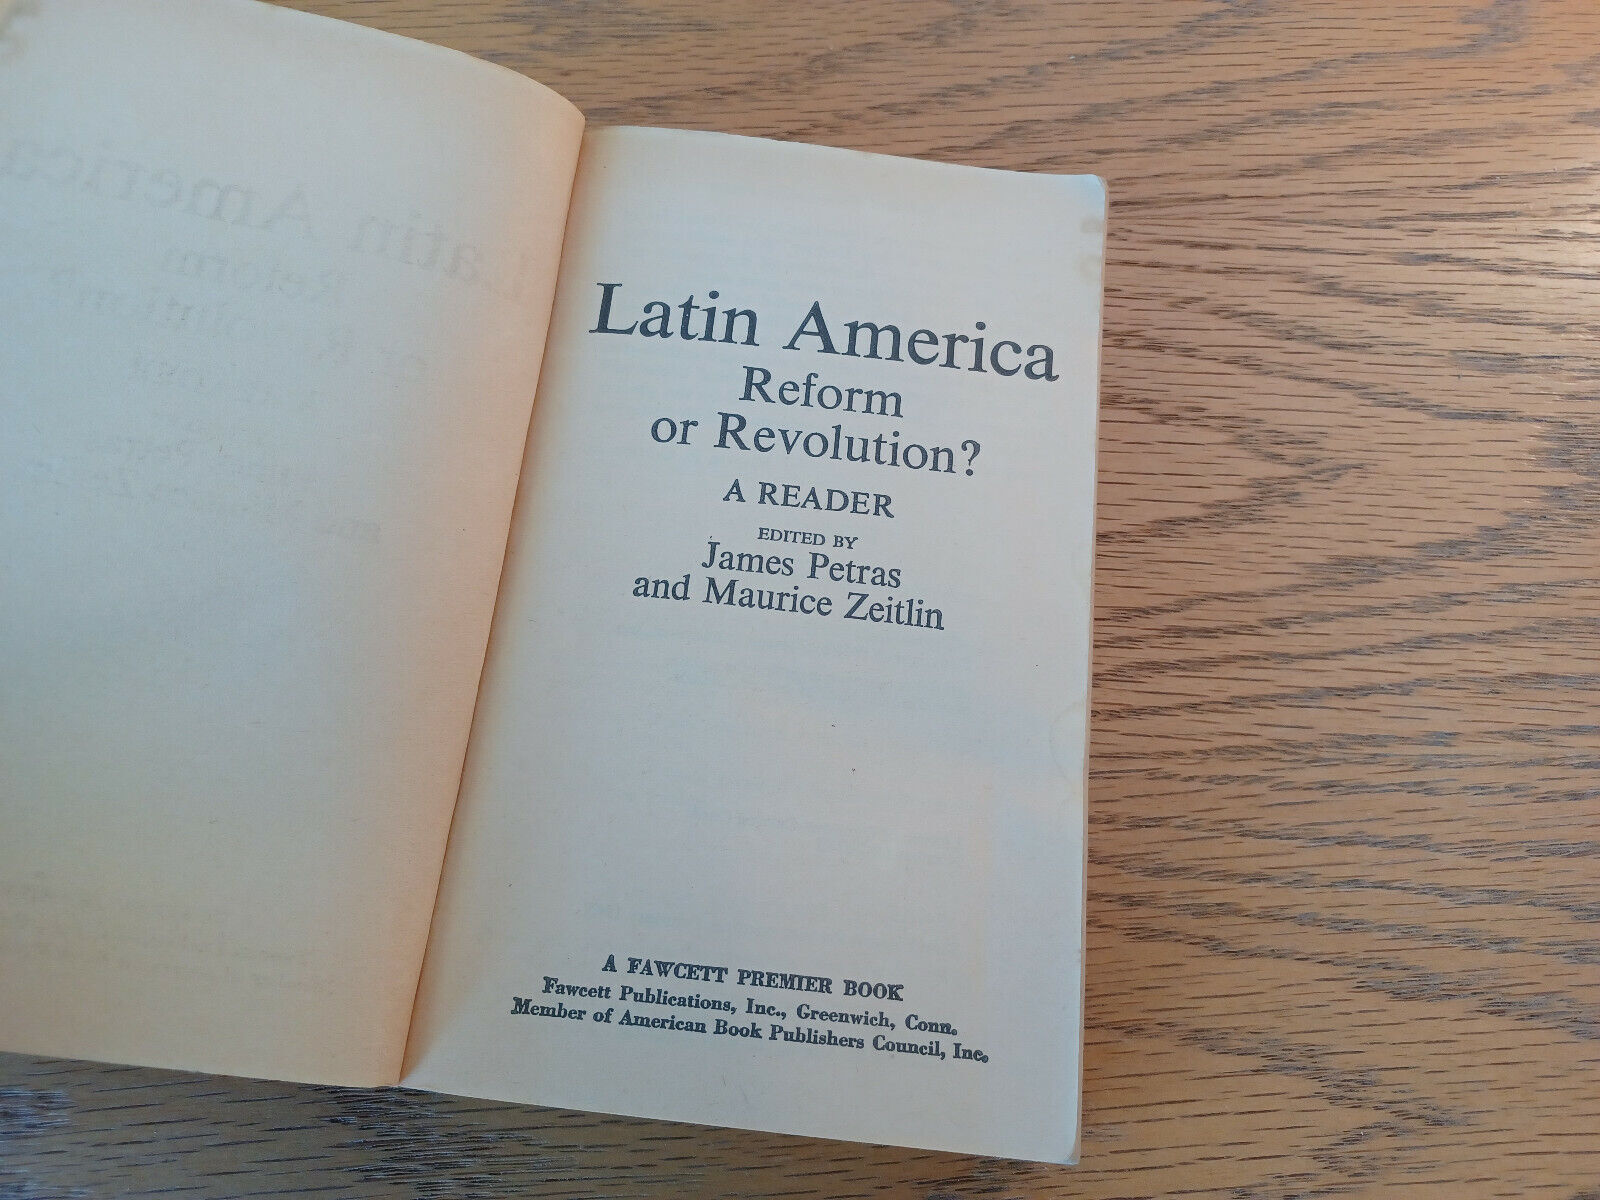 Latin America
Reform
or Revolution?
A READER
EDITED BY
James Petras
and Maurice Zeitlin
A FAWCETT PREMIER BOOK
Fawcett Publications, Inc., Greenwich, Conn.
Member of American Book Publishers Council, Inc.